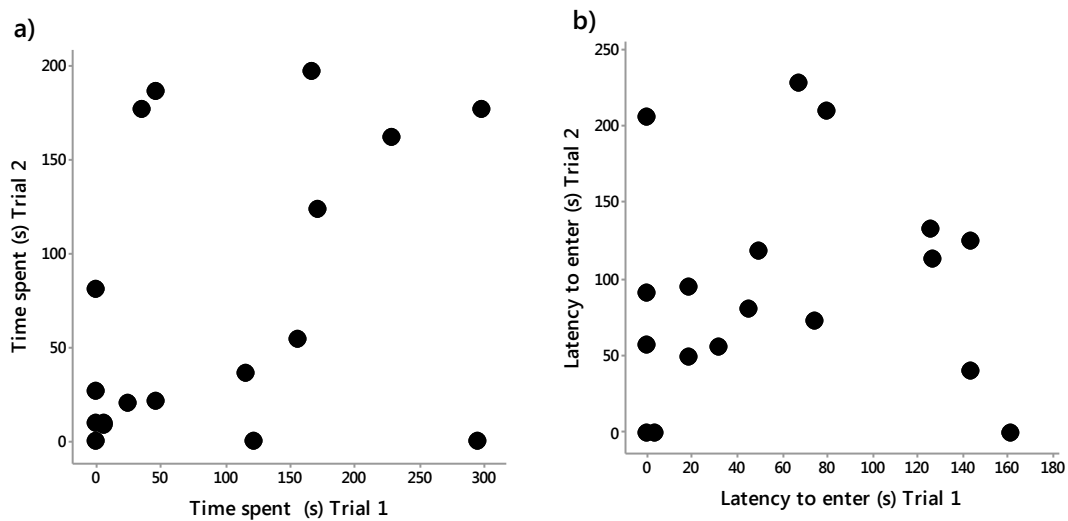 a)
200
150
100
50
0
0 50 100 150 200 250 300
Time spent (s) Trial 2
Time spent (s) Trial 1
b)
250
200
150
100
50
0
0 20 40 60 80 100 120 140 160 180
Latency to enter (s) Trial 2
Latency to enter (s) Trial 1